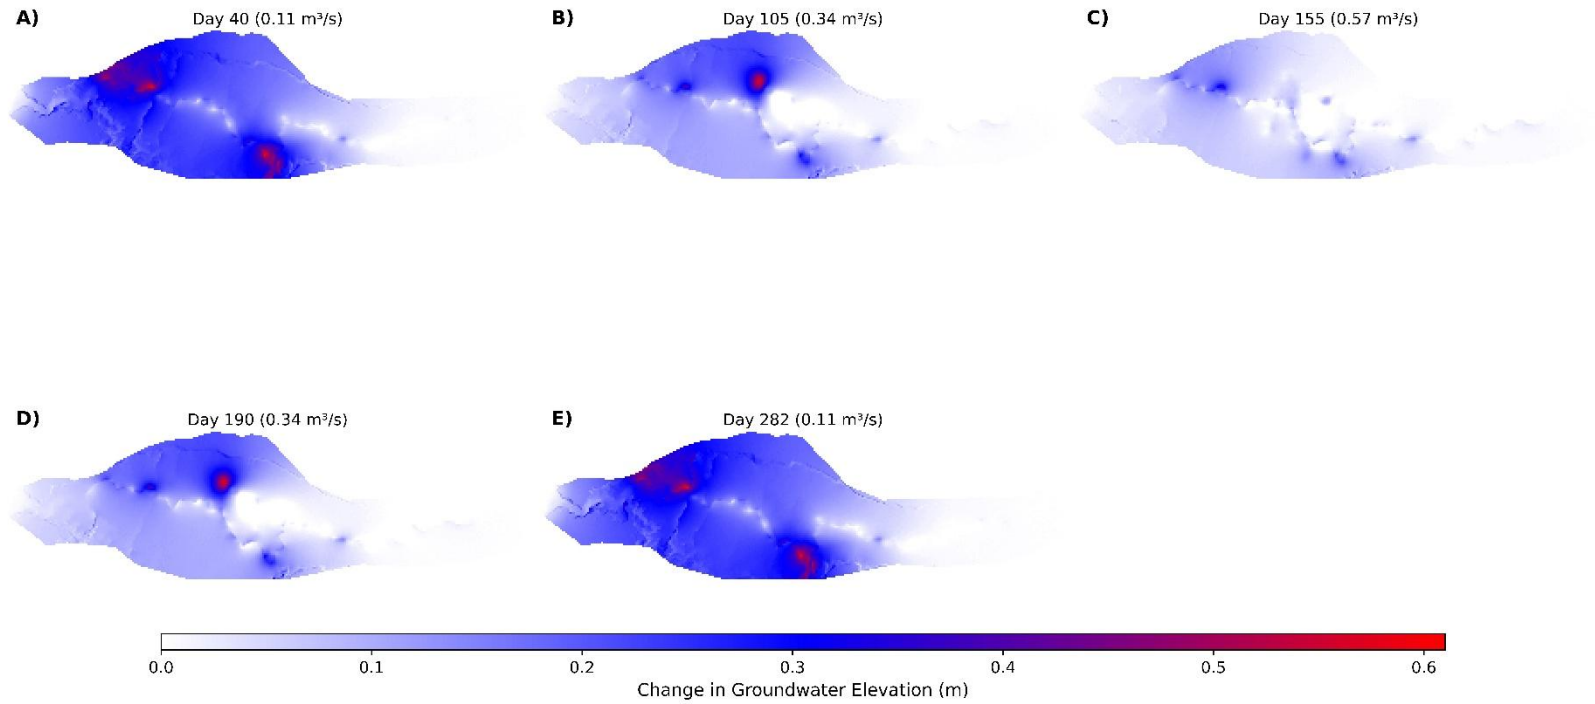 A) Day 40 (0.11 m³/s)
B) Day 105 (0.34 m³/s)
C) Day 155 (0.57 m³/s)
D) Day 190 (0.34 m³/s)
E) Day 282 (0.11 m³/s)
0.0 0.1 0.2 0.3 0.4 0.5 0.6
Change in Groundwater Elevation (m)